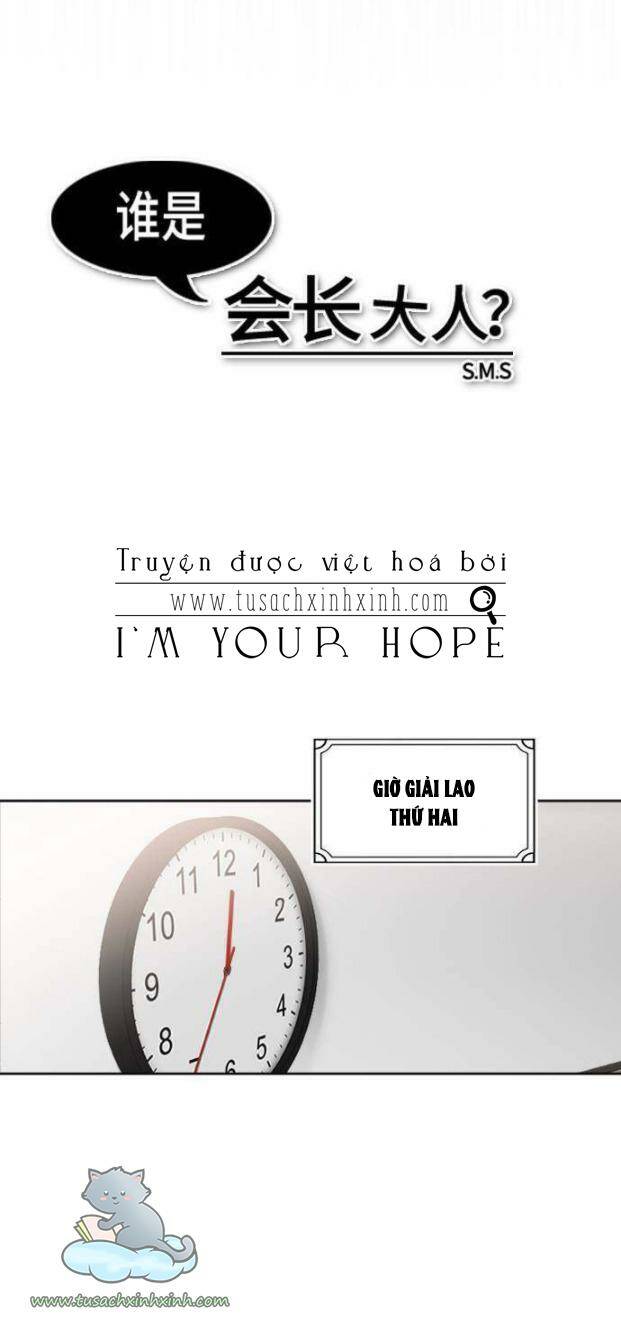 谁是
会长大人?
S.M.S
Truyện được việt hoá bởi
www.tusachxinhxinh.com
I'M YOUR HOPE
GIỜ GIẢI LAO
THỨ HAI
12
11
1
10
2
9
3
8
4
7
5
6
www.tusachxinhxinh.com